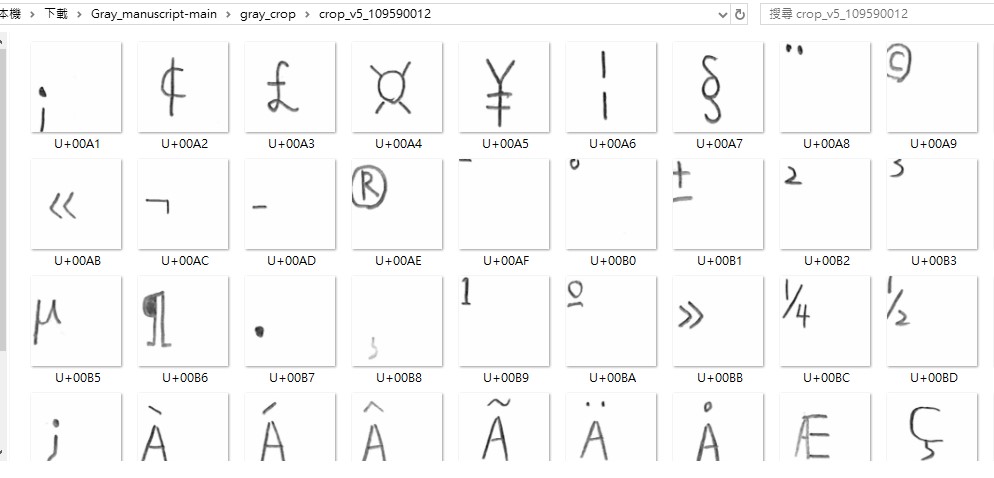 本機 › 下載 › Gray_manuscript-main › gray_crop › crop_v5_109590012
搜尋 crop_v5_109590012
¡ ¢ £ ¤ ¥ ¦ § ¨ ©
U+00A1 U+00A2 U+00A3 U+00A4 U+00A5 U+00A6 U+00A7 U+00A8 U+00A9
« ¬ - ® ¯ ° ± 2 3
U+00AB U+00AC U+00AD U+00AE U+00AF U+00B0 U+00B1 U+00B2 U+00B3
µ ¶ · ¸ 1 º » ¼ ½
U+00B5 U+00B6 U+00B7 U+00B8 U+00B9 U+00BA U+00BB U+00BC U+00BD
À Á Â Ã Ä Å Æ Ç